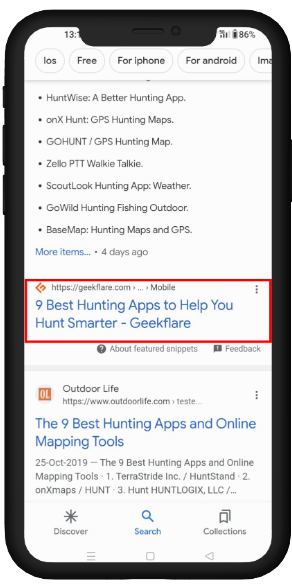 13:1
86%
Ios
Free
For iphone
For android
Ima
• HuntWise: A Better Hunting App.
• onX Hunt: GPS Hunting Maps.
• GOHUNT / GPS Hunting Map.
• Zello PTT Walkie Talkie.
• ScoutLook Hunting App: Weather.
• GoWild Hunting Fishing Outdoor.
• BaseMap: Hunting Maps and GPS.
More items... • 4 days ago
https://geekflare.com › ... › Mobile
9 Best Hunting Apps to Help You
Hunt Smarter - Geekflare
About featured snippets
Feedback
OL
Outdoor Life
https://www.outdoorlife.com › teste...
The 9 Best Hunting Apps and Online
Mapping Tools
25-Oct-2019 — The 9 Best Hunting Apps and Online
Mapping Tools · 1. TerraStride Inc. / HuntStand · 2.
onXmaps / HUNT · 3. Hunt HUNTLOGIX, LLC /...
Discover
Search
Collections